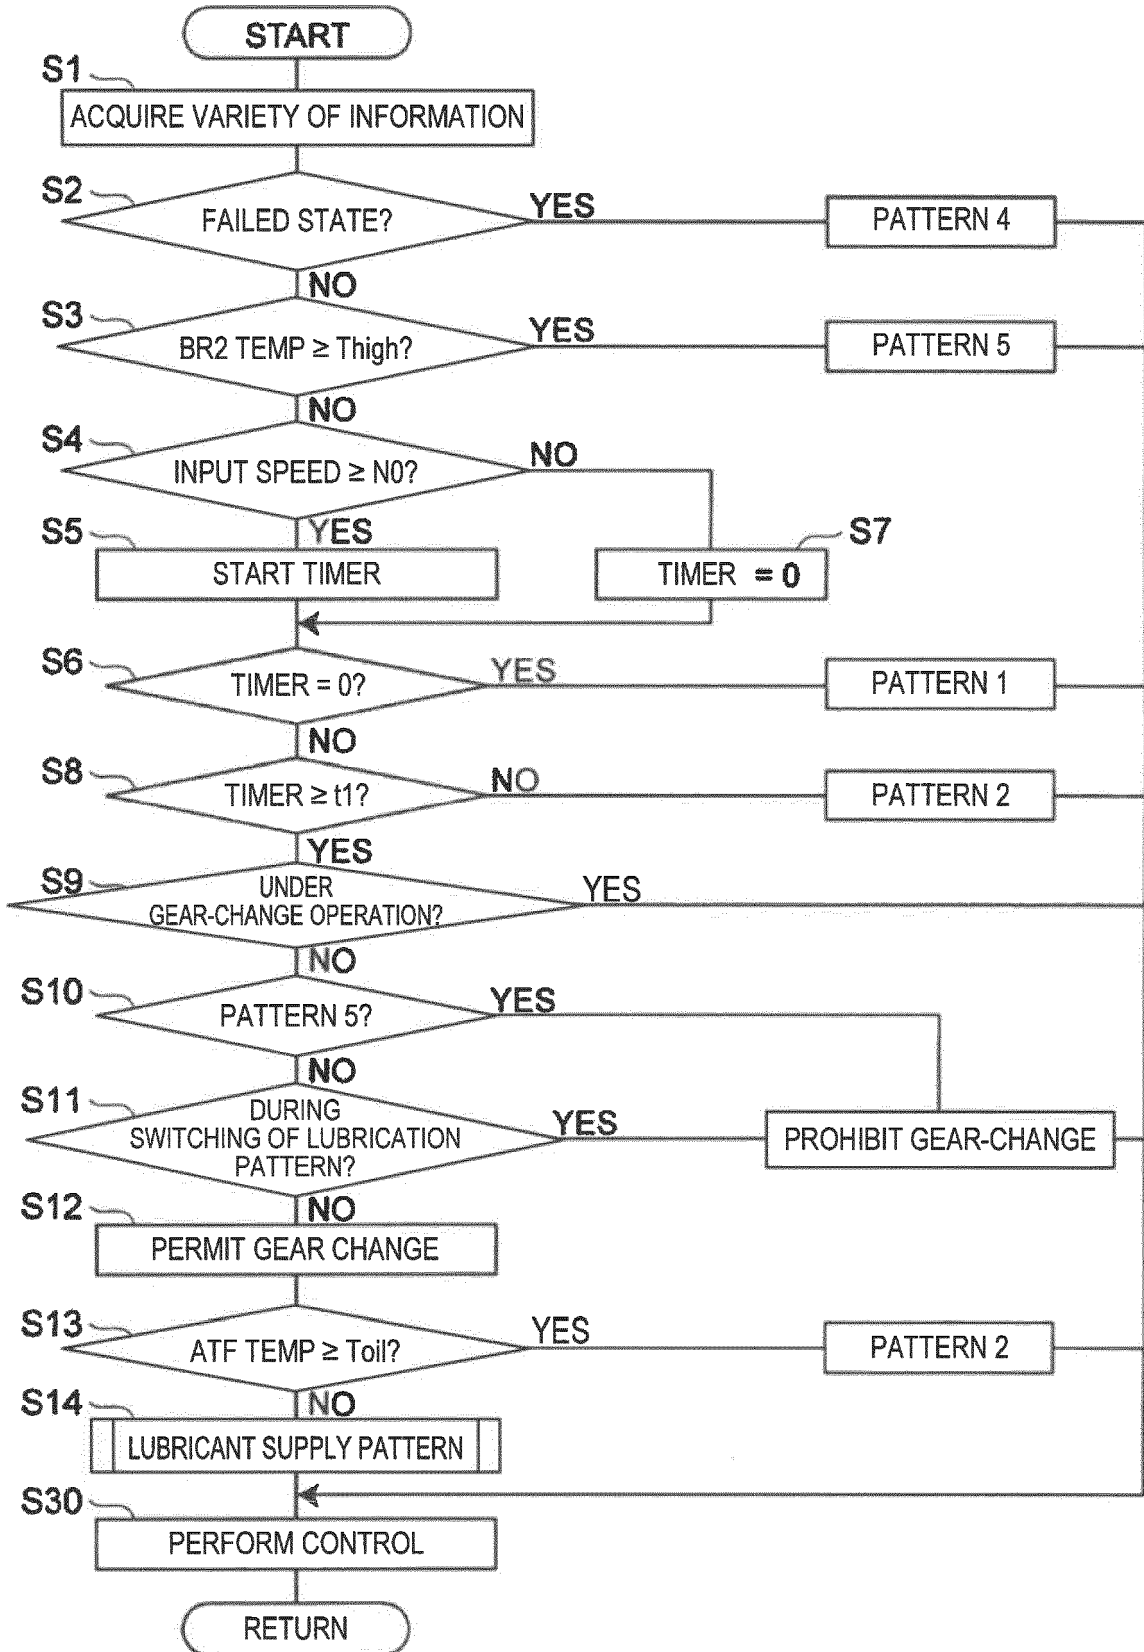 START
S1
ACQUIRE VARIETY OF INFORMATION
S2
FAILED STATE?
YES
PATTERN 4
NO
S3
BR2 TEMP ≥ Thigh?
YES
PATTERN 5
NO
S4
INPUT SPEED ≥ N0?
NO
YES
S5
START TIMER
S7
TIMER = 0
S6
TIMER = 0?
YES
PATTERN 1
NO
S8
TIMER ≥ t1?
NO
PATTERN 2
YES
S9
UNDER
GEAR-CHANGE OPERATION?
YES
NO
S10
PATTERN 5?
YES
NO
S11
DURING
SWITCHING OF LUBRICATION
PATTERN?
YES
PROHIBIT GEAR-CHANGE
NO
S12
PERMIT GEAR CHANGE
S13
ATF TEMP ≥ Toil?
YES
PATTERN 2
NO
S14
LUBRICANT SUPPLY PATTERN
S30
PERFORM CONTROL
RETURN